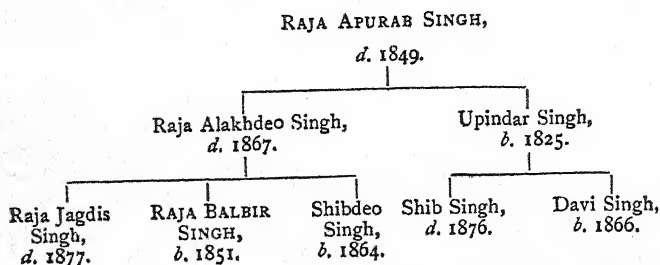 RAJA APURAB SINGH,
d. 1849.
Raja Alakhdeo Singh,
d. 1867.
Upindar Singh,
b. 1825.
Raja Jagdis
Singh,
d. 1877.
RAJA BALBIR
SINGH,
b. 1851.
Shibdeo
Singh,
b. 1864.
Shib Singh,
d. 1876.
Davi Singh,
b. 1866.